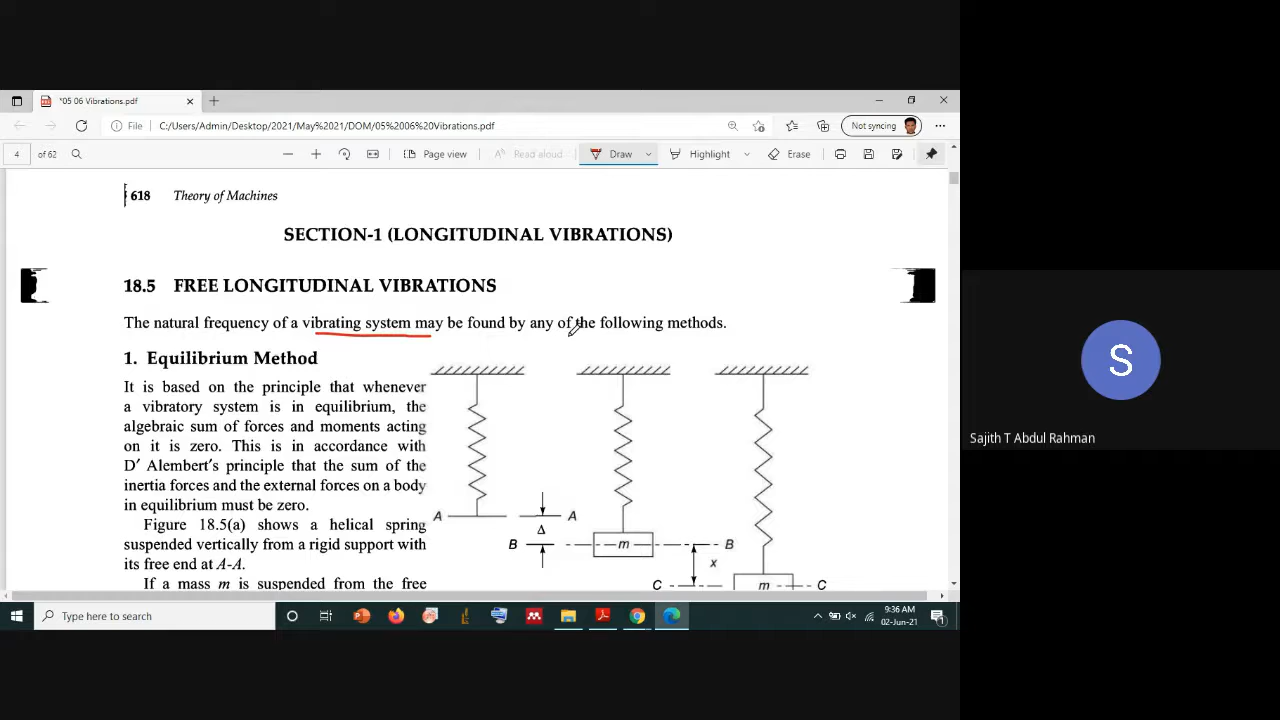 *05 06 Vibrations.pdf
File C:/Users/Admin/Desktop/2021/May%2021/DOM/05%2006%20Vibrations.pdf Not syncing
4 of 62 Page view Read aloud Draw Highlight Erase
618 Theory of Machines
SECTION-1 (LONGITUDINAL VIBRATIONS)
18.5 FREE LONGITUDINAL VIBRATIONS
The natural frequency of a vibrating system may be found by any of the following methods.
1. Equilibrium Method
It is based on the principle that whenever
a vibratory system is in equilibrium, the
algebraic sum of forces and moments acting
on it is zero. This is in accordance with
D′ Alembert's principle that the sum of the
inertia forces and the external forces on a body
in equilibrium must be zero.
Figure 18.5(a) shows a helical spring
suspended vertically from a rigid support with
its free end at A-A.
If a mass m is suspended from the free
A A
Δ
B m B
x
C m C
S
Sajith T Abdul Rahman
Type here to search
9:36 AM
02-Jun-21
1